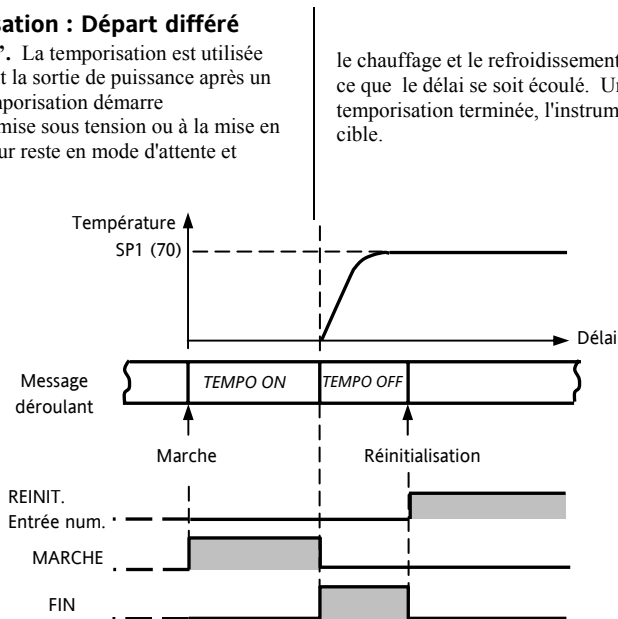 sation : Départ différé
'. La temporisation est utilisée
t la sortie de puissance après un
mporisation démarre
mise sous tension ou à la mise en
ur reste en mode d'attente et
le chauffage et le refroidissement
ce que le délai se soit écoulé. Un
temporisation terminée, l'instrum
cible.
Température
SP1 (70)
Délai
Message
déroulant
TEMPO ON
TEMPO OFF
Marche
Réinitialisation
REINIT.
Entrée num.
MARCHE
FIN